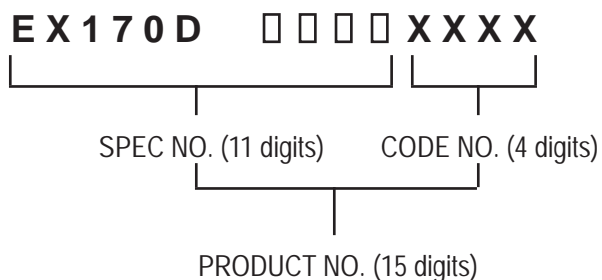 EX170D □□□□XXXX
SPEC NO. (11 digits) CODE NO. (4 digits)
PRODUCT NO. (15 digits)